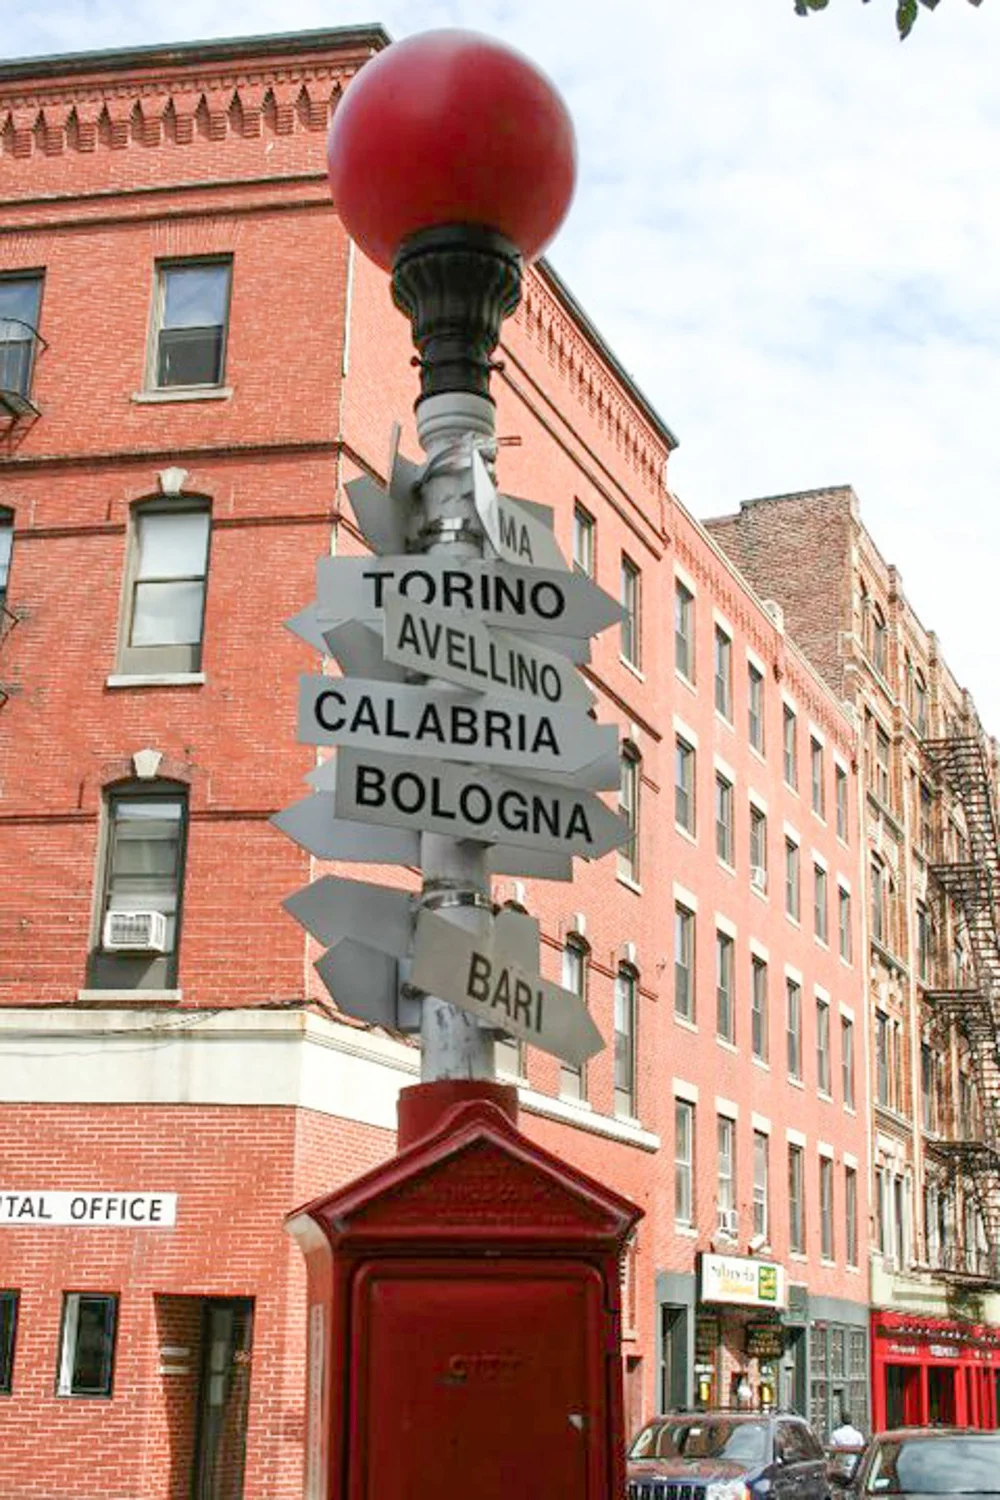 MA
TORINO
AVELLINO
CALABRIA
BOLOGNA
BARI
TAL OFFICE